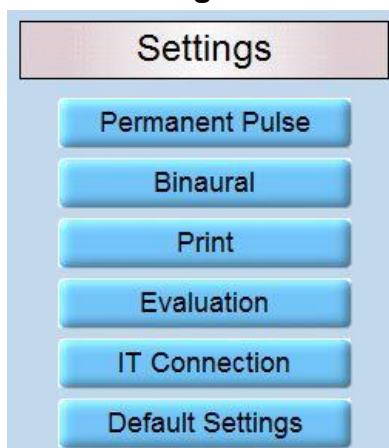 Settings
Permanent Pulse
Binaural
Print
Evaluation
IT Connection
Default Settings